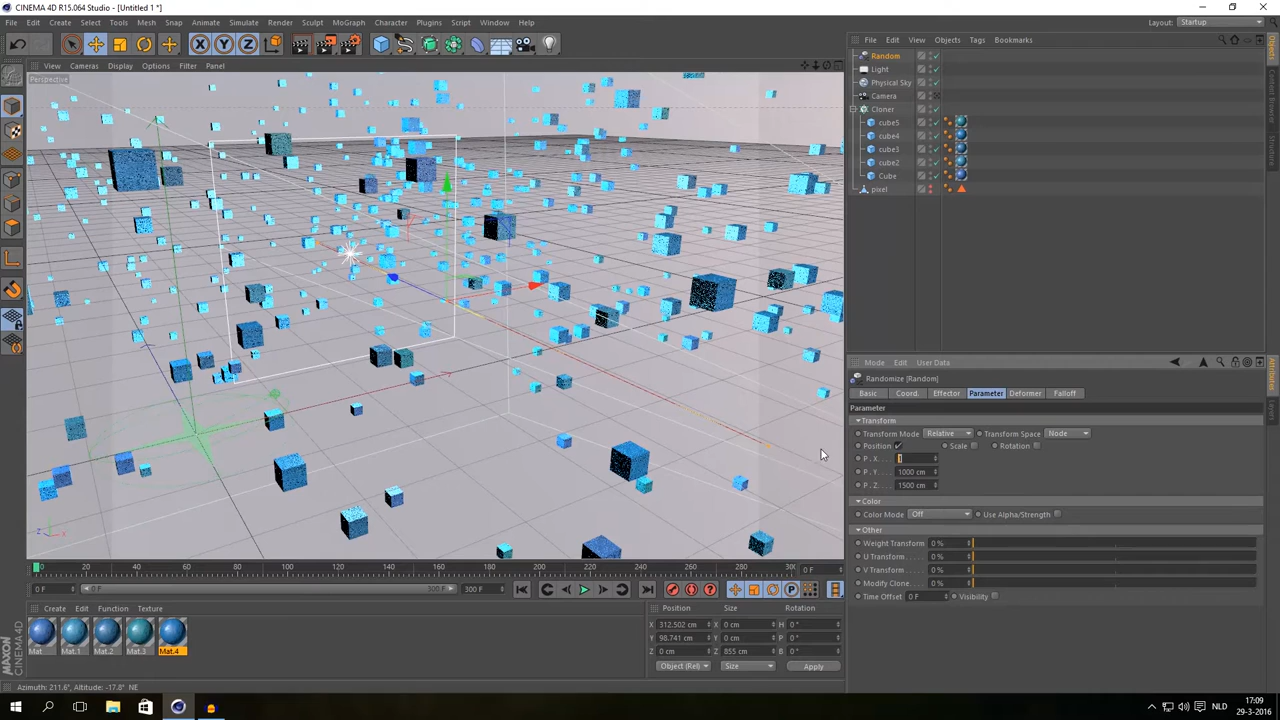 CINEMA 4D R15.064 Studio - [Untitled 1 *]
File Edit Create Select Tools Mesh Snap Animate Simulate Render Sculpt MoGraph Character Plugins Script Window Help
Layout: Startup
X Y Z
View Cameras Display Options Filter Panel
Perspective
File Edit View Objects Tags Bookmarks
Random
Light
Physical Sky
Camera
Cloner
cube5
cube4
cube3
cube2
Cube
pixel
Objects
Content Browser
Structure
Mode Edit User Data
Randomize [Random]
Basic Coord. Effector Parameter Deformer Falloff
Parameter
Transform
Transform Mode Relative Transform Space Node
Position Scale Rotation
P . X
P . Y 1000 cm
P . Z 1500 cm
Color
Color Mode Off Use Alpha/Strength
Other
Weight Transform 0 %
U Transform 0 %
V Transform 0 %
Modify Clone 0 %
Time Offset 0 F Visibility
Attributes
Layers
0 20 40 60 80 100 120 140 160 180 200 220 240 260 280 300 0 F
0 F 0 F 300 F 300 F
Create Edit Function Texture
Mat Mat.1 Mat.2 Mat.3 Mat.4
Position Size Rotation
X 312.502 cm X 0 cm H 0 °
Y 98.741 cm Y 0 cm P 0 °
Z 0 cm Z 855 cm B 0 °
Object (Rel) Size Apply
MAXON CINEMA 4D
Azimuth: 211.6°, Altitude: -17.8° NE
NLD
17:09
29-3-2016